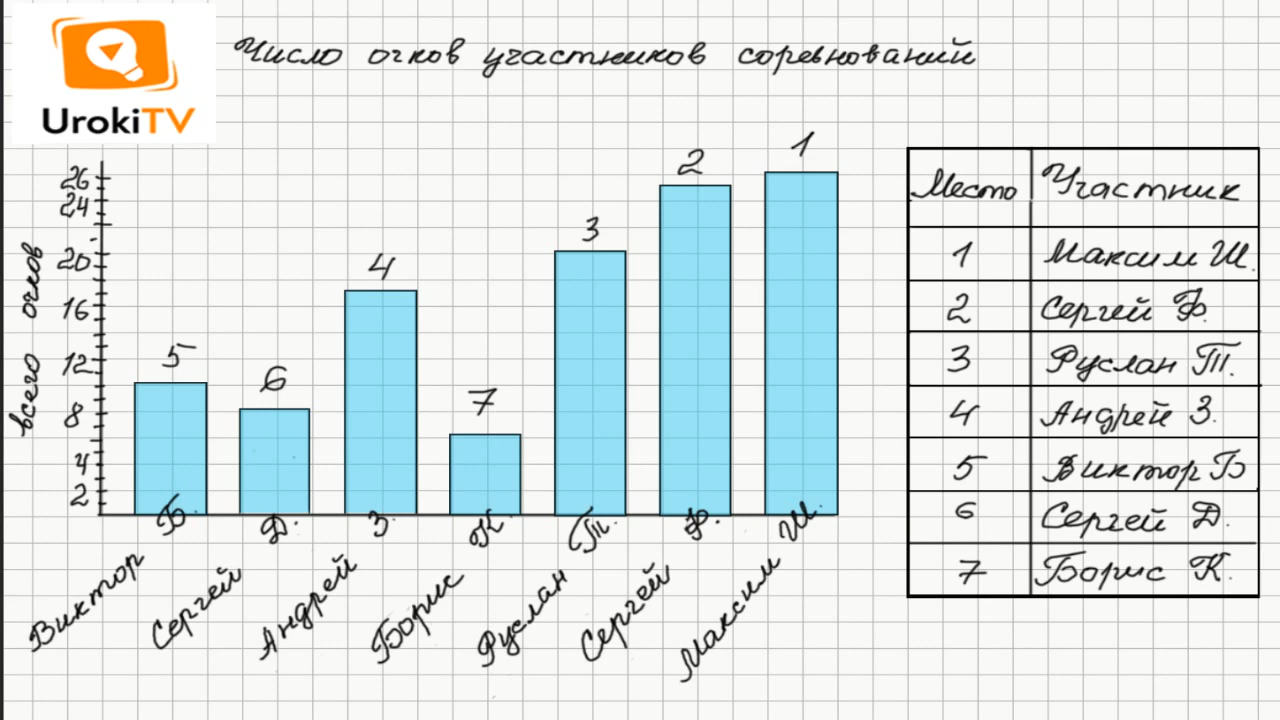 UrokiTV
Число очков участников соревнований
всего очков
26
24
20
16
12
8
4
2
5
6
4
7
3
2
1
Виктор Б.
Сергей Д.
Андрей З.
Борис К.
Руслан Т.
Сергей Ф.
Максим Ш.
Место Участник
1 Максим Ш.
2 Сергей Ф.
3 Руслан Т.
4 Андрей З.
5 Виктор Б
6 Сергей Д.
7 Борис К.